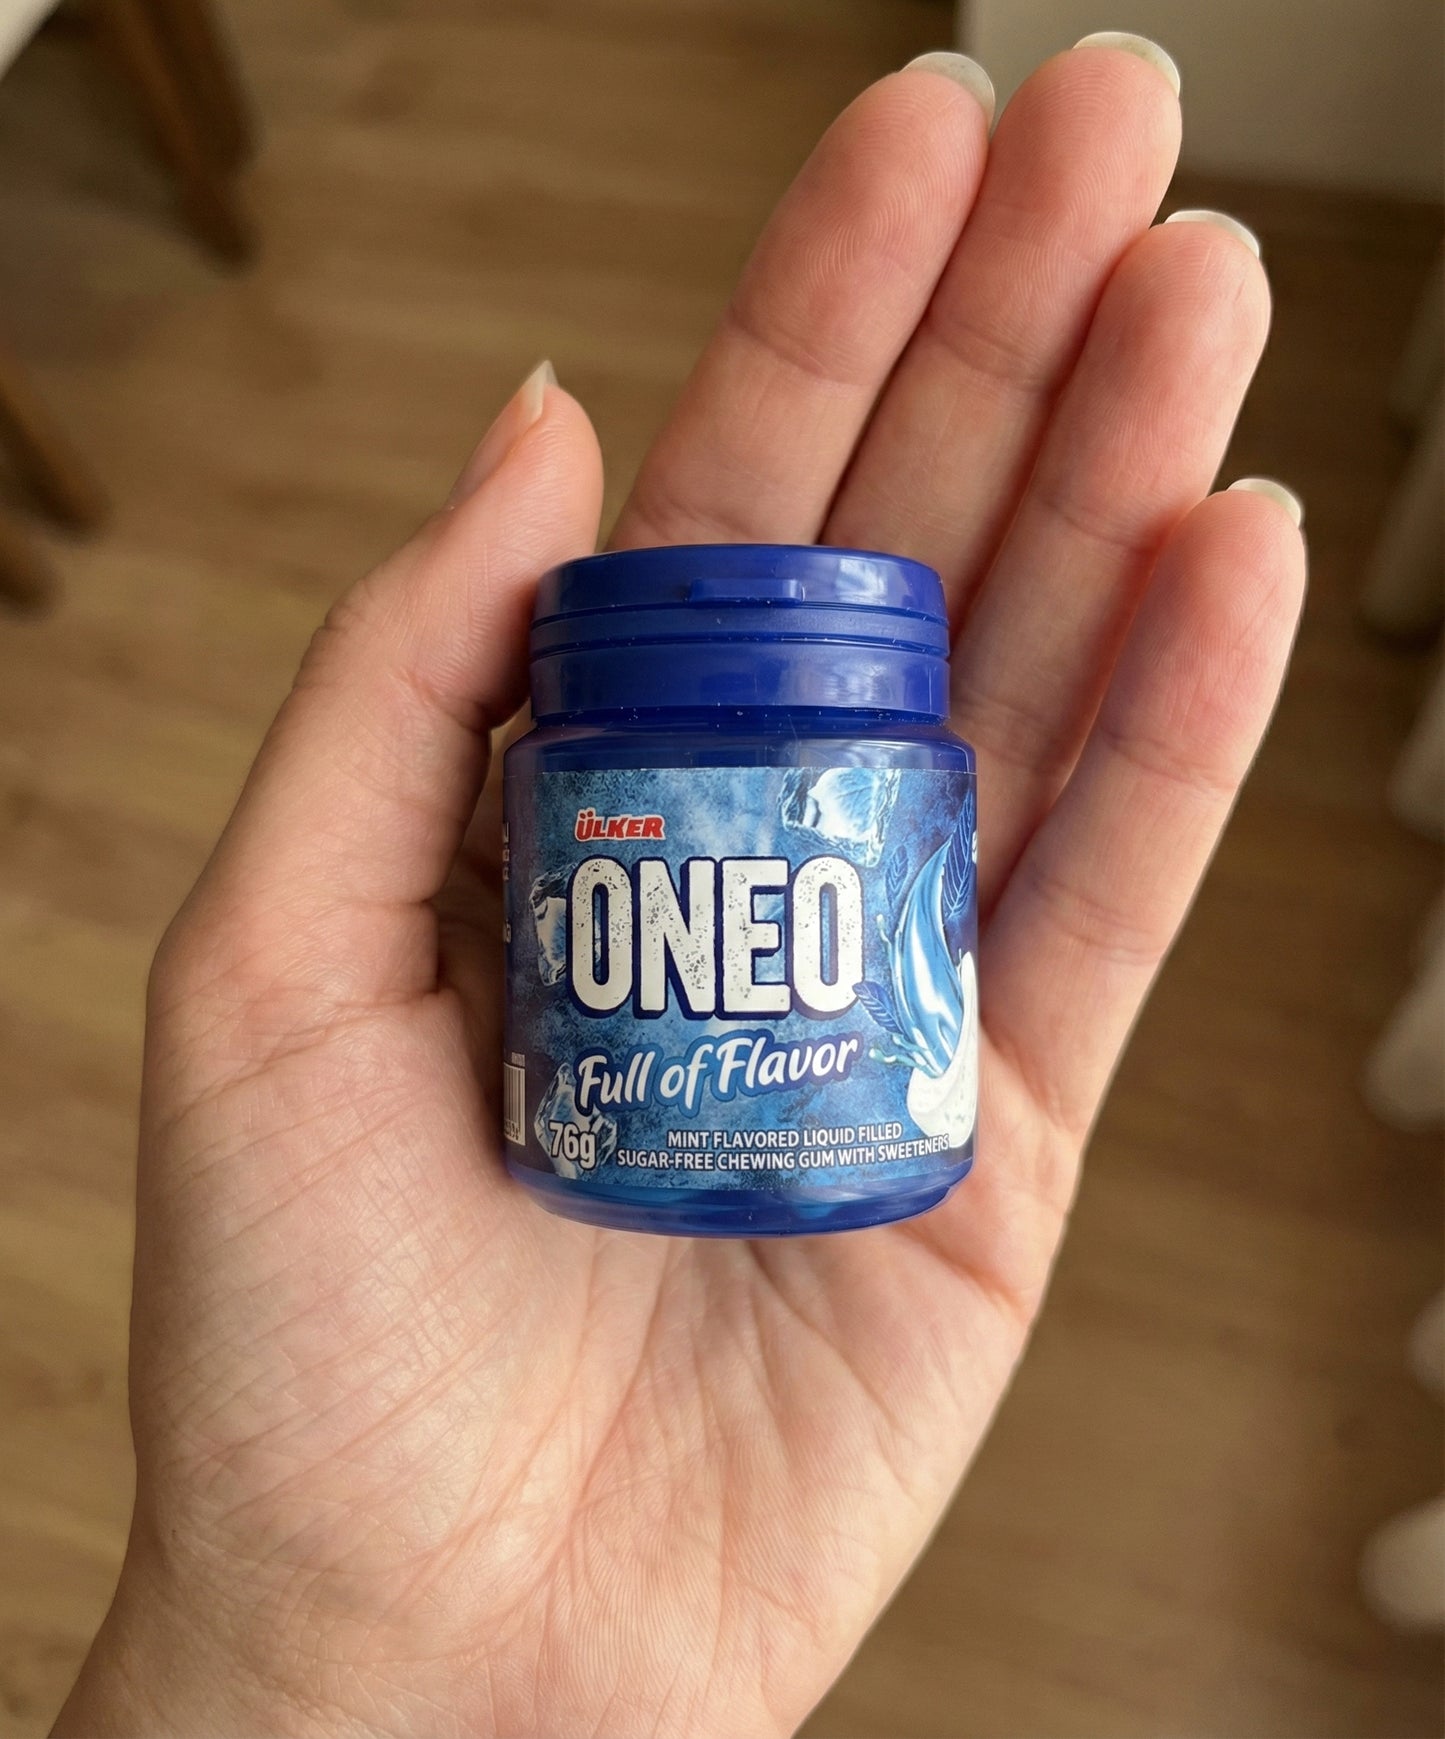 ÜLKER
ONEO
Full of Flavor
76g
MINT FLAVORED LIQUID FILLED
SUGAR-FREE CHEWING GUM WITH SWEETENERS